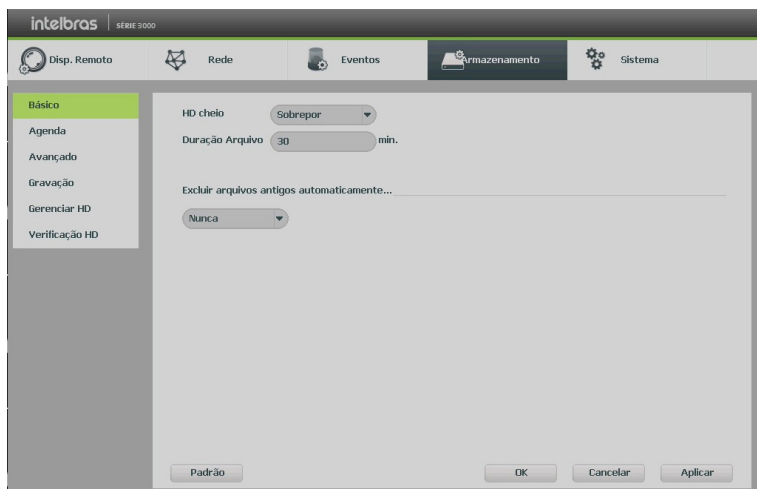 intelbras SÉRIE 3000
Disp. Remoto Rede Eventos Armazenamento Sistema
Básico
Agenda
Avançado
Gravação
Gerenciar HD
Verificação HD
HD cheio Sobrepor
Duração Arquivo 30 min.
Excluir arquivos antigos automaticamente...
Nunca
Padrão OK Cancelar Aplicar